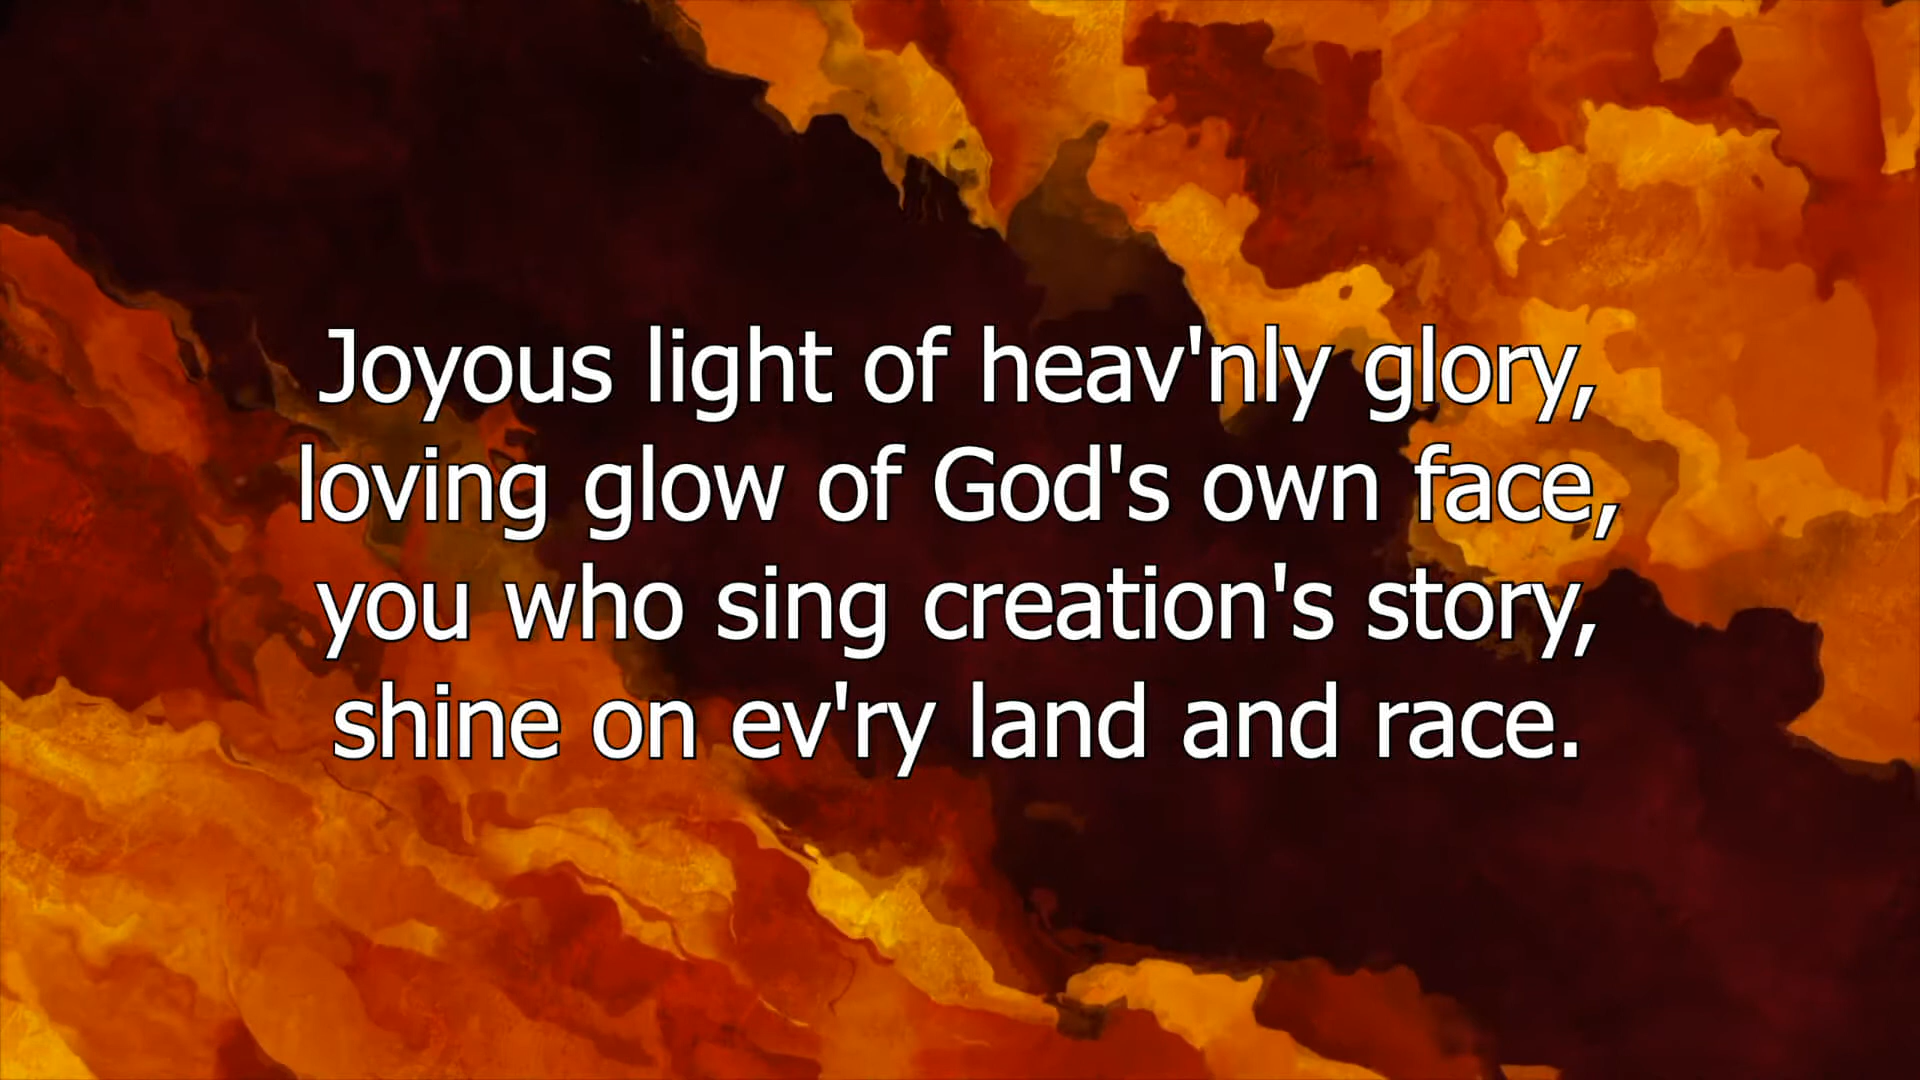 Joyous light of heav'nly glory,
loving glow of God's own face,
you who sing creation's story,
shine on ev'ry land and race.